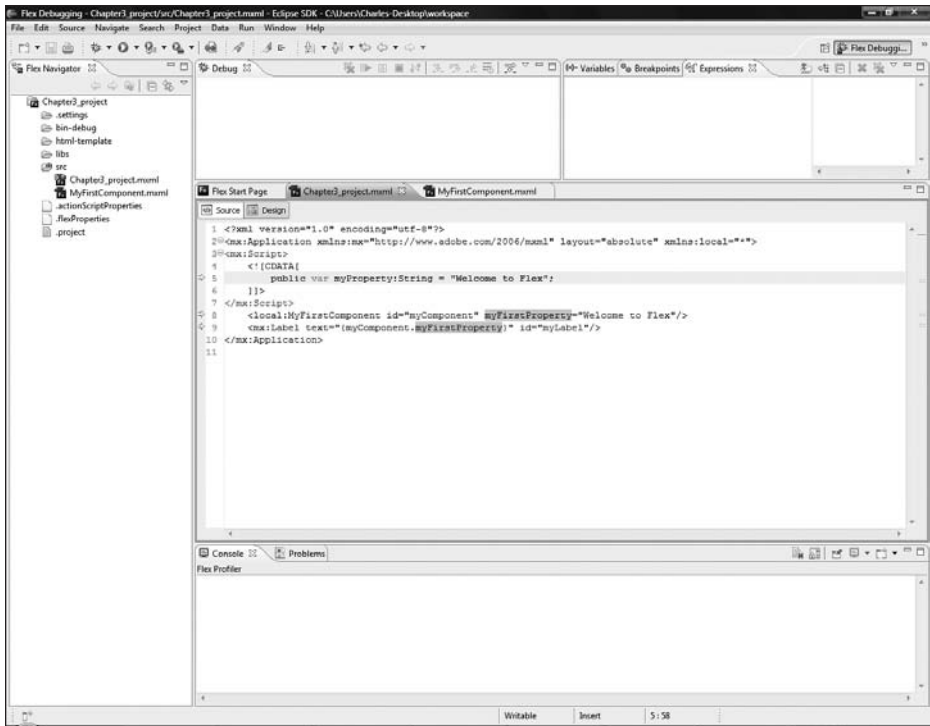 Flex Debugging - Chapter3_project/src/Chapter3_project.mxml - Eclipse SDK - C:\Users\Charles-Desktop\workspace
File Edit Source Navigate Search Project Data Run Window Help
Flex Debuggi...
Flex Navigator
Chapter3_project
.settings
bin-debug
html-template
libs
src
Chapter3_project.mxml
MyFirstComponent.mxml
.actionScriptProperties
.flexProperties
.project
Debug
Variables Breakpoints Expressions
Flex Start Page Chapter3_project.mxml MyFirstComponent.mxml
Source Design
1 <?xml version="1.0" encoding="utf-8"?>
2 <mx:Application xmlns:mx="http://www.adobe.com/2006/mxml" layout="absolute" xmlns:local="*">
3 <mx:Script>
4 <![CDATA[
5 public var myProperty:String = "Welcome to Flex";
6 ]]>
7 </mx:Script>
8 <local:MyFirstComponent id="myComponent" myFirstProperty="Welcome to Flex"/>
9 <mx:Label text="{myComponent.myFirstProperty}" id="myLabel"/>
10 </mx:Application>
11
Console Problems
Flex Profiler
Writable Insert 5:58